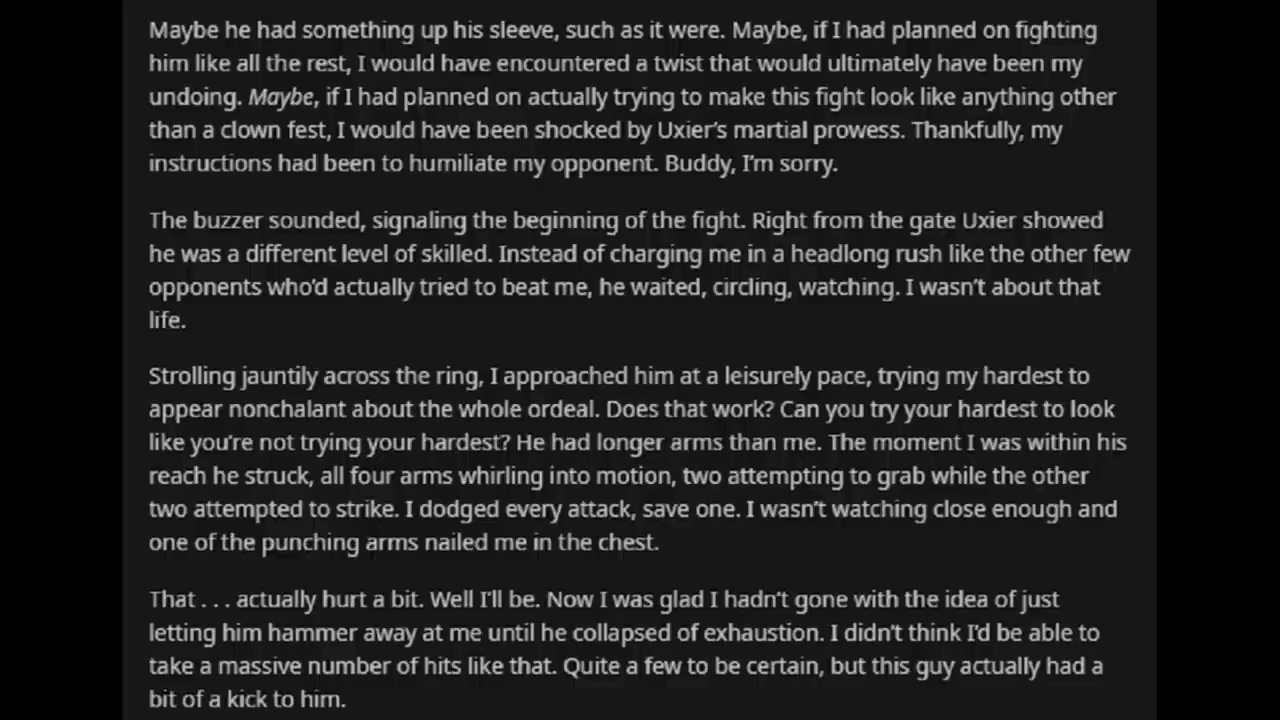 Maybe he had something up his sleeve, such as it were. Maybe, if I had planned on fighting
him like all the rest, I would have encountered a twist that would ultimately have been my
undoing. Maybe, if I had planned on actually trying to make this fight look like anything other
than a clown fest, I would have been shocked by Uxier's martial prowess. Thankfully, my
instructions had been to humiliate my opponent. Buddy, I'm sorry.
The buzzer sounded, signaling the beginning of the fight. Right from the gate Uxier showed
he was a different level of skilled. Instead of charging me in a headlong rush like the other few
opponents who'd actually tried to beat me, he waited, circling, watching. I wasn't about that
life.
Strolling jauntily across the ring, I approached him at a leisurely pace, trying my hardest to
appear nonchalant about the whole ordeal. Does that work? Can you try your hardest to look
like you're not trying your hardest? He had longer arms than me. The moment I was within his
reach he struck, all four arms whirling into motion, two attempting to grab while the other
two attempted to strike. I dodged every attack, save one. I wasn't watching close enough and
one of the punching arms nailed me in the chest.
That . . . actually hurt a bit. Well I'll be. Now I was glad I hadn't gone with the idea of just
letting him hammer away at me until he collapsed of exhaustion. I didn't think I'd be able to
take a massive number of hits like that. Quite a few to be certain, but this guy actually had a
bit of a kick to him.